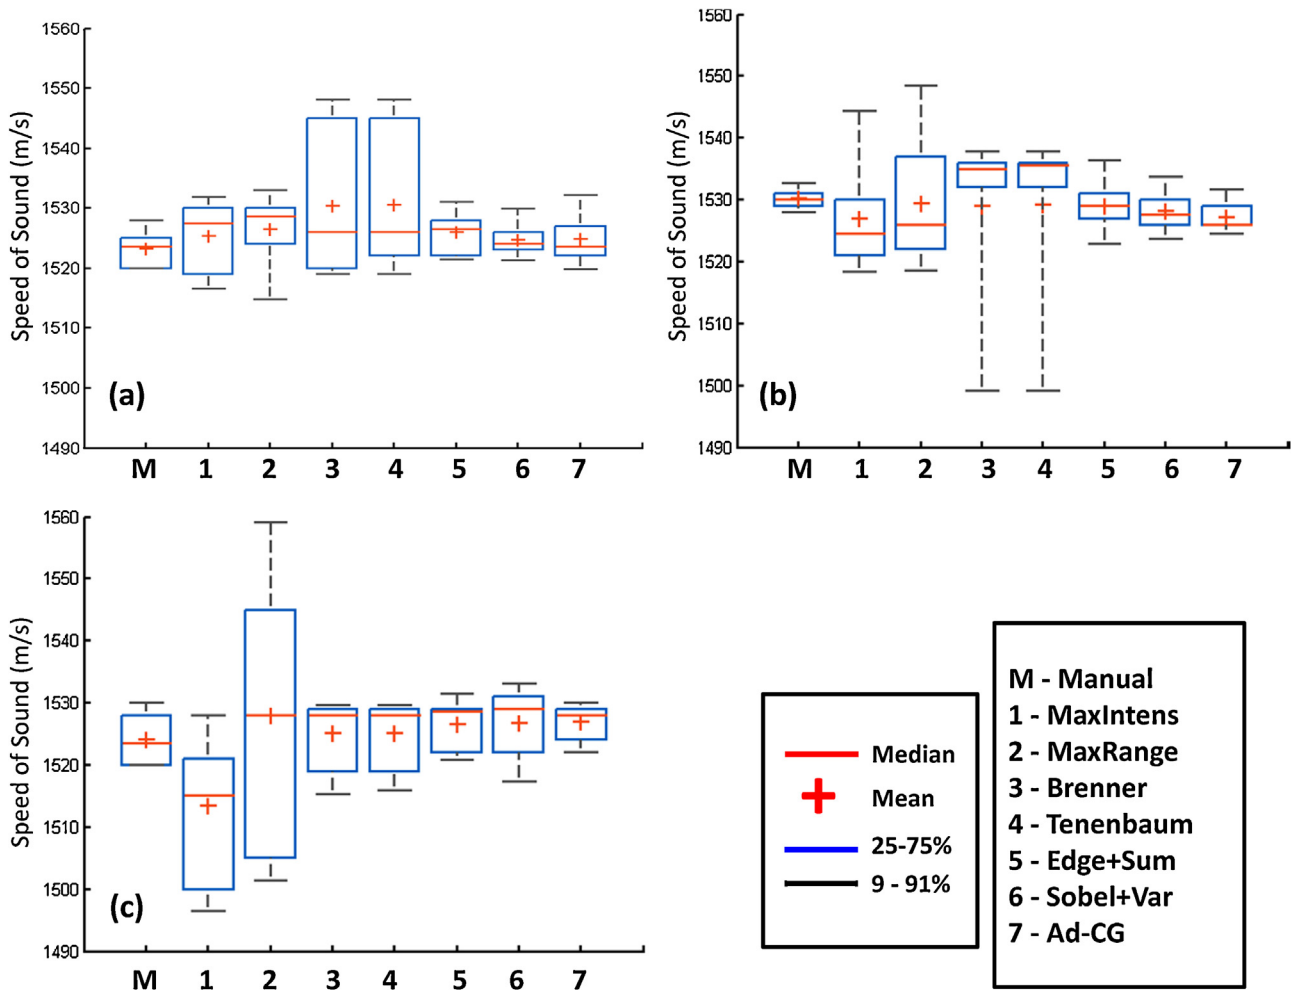 1560
1550
1540
1530
1520
1510
1500
1490
Speed of Sound (m/s)
(a)
M 1 2 3 4 5 6 7
1560
1550
1540
1530
1520
1510
1500
1490
Speed of Sound (m/s)
(b)
M 1 2 3 4 5 6 7
1560
1550
1540
1530
1520
1510
1500
1490
Speed of Sound (m/s)
(c)
M 1 2 3 4 5 6 7
Median
Mean
25-75%
9 - 91%
M - Manual
1 - MaxIntens
2 - MaxRange
3 - Brenner
4 - Tenenbaum
5 - Edge+Sum
6 - Sobel+Var
7 - Ad-CG